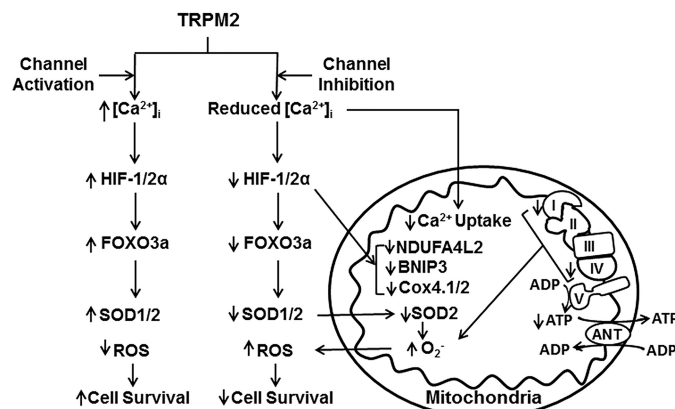 TRPM2
Channel
Activation
Channel
Inhibition
↑[Ca²⁺]ᵢ
Reduced [Ca²⁺]ᵢ
↑HIF-1/2α
↓HIF-1/2α
↑FOXO3a
↓FOXO3a
↑SOD1/2
↓SOD1/2
↓ROS
↑ROS
↑Cell Survival
↓Cell Survival
↓Ca²⁺ Uptake
↓NDUFA4L2
↓BNIP3
↓Cox4.1/2
↓SOD2
↑O₂⁻
↓I
II
III
↓IV
ADP
V
↓ATP
ATP
ANT
ADP
ADP
Mitochondria